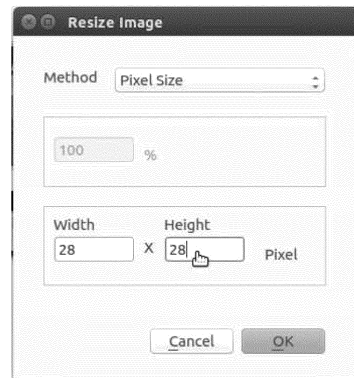 Resize Image
Method Pixel Size
100 %
Width Height
28 X 28 Pixel
Cancel OK